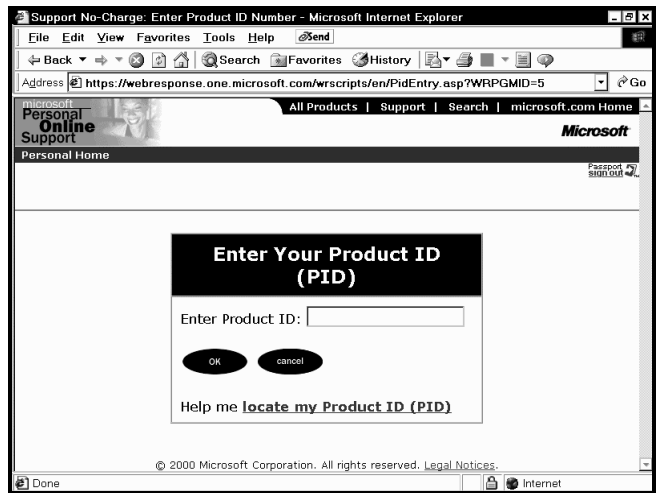 Support No-Charge: Enter Product ID Number - Microsoft Internet Explorer
File Edit View Favorites Tools Help Send
Back Search Favorites History
Address https://webresponse.one.microsoft.com/wrscripts/en/PidEntry.asp?WRPGMID=5 Go
All Products | Support | Search | microsoft.com Home
microsoft
Personal
Online
Support
Microsoft
Personal Home
Passport
sign out
Enter Your Product ID
(PID)
Enter Product ID:
OK cancel
Help me locate my Product ID (PID)
© 2000 Microsoft Corporation. All rights reserved. Legal Notices.
Done Internet